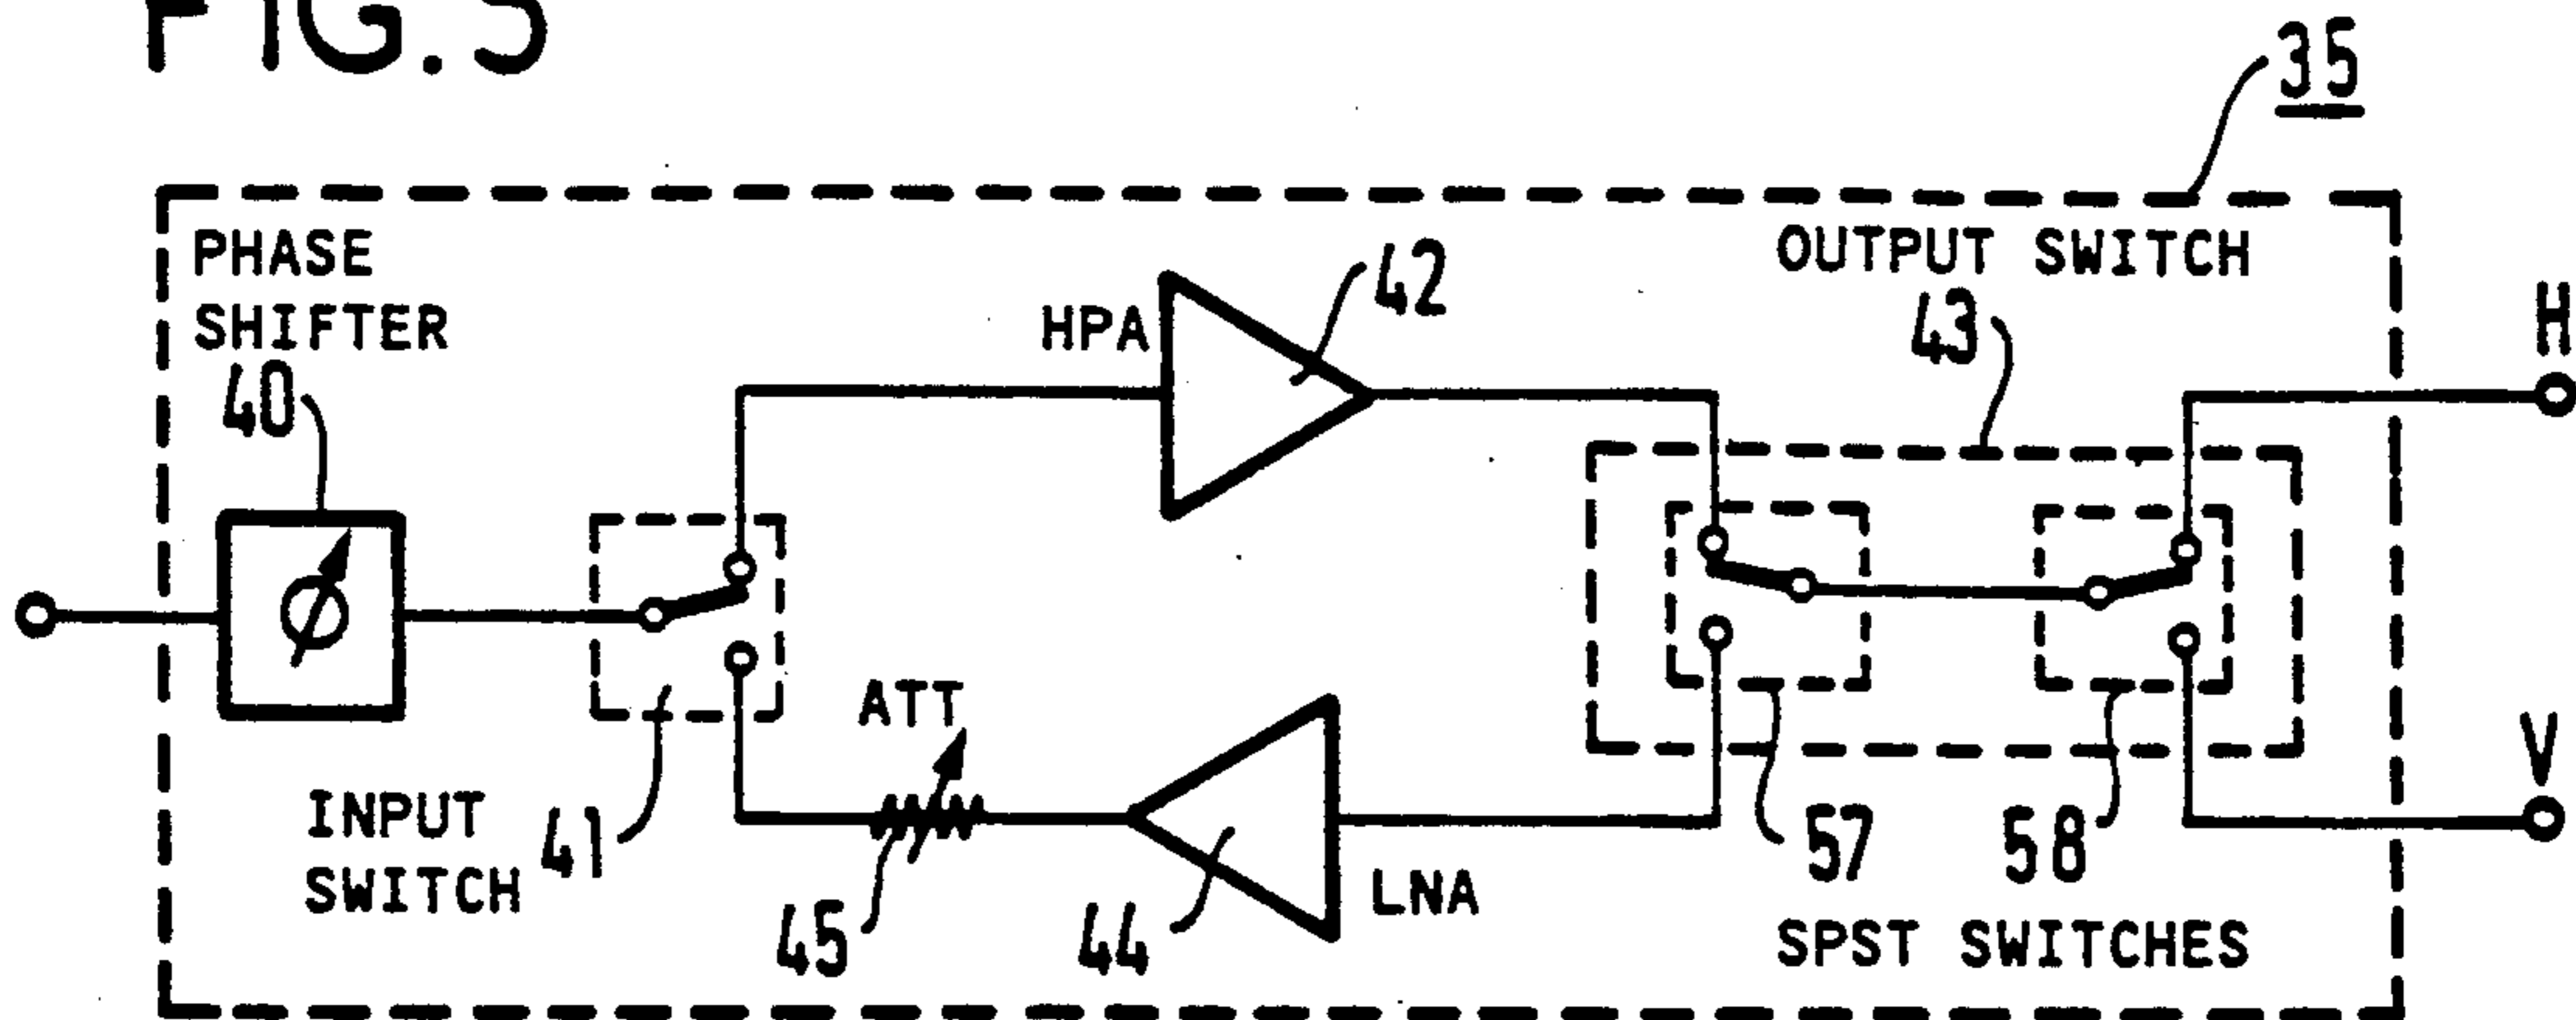 FIG. 5
35
PHASE
SHIFTER
40
HPA
42
OUTPUT SWITCH
43
H
Φ
ATT
INPUT
SWITCH
41
45
44
LNA
57
58
V
SPST SWITCHES